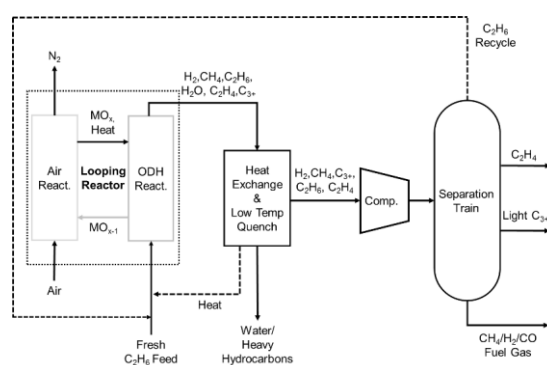 C₂H₆
Recycle
N₂
H₂,CH₄,C₂H₆,
H₂O, C₂H₄,C₃₊
MOₓ,
Heat
Air
React.
Looping
Reactor
ODH
React.
MOₓ₋₁
Heat
Exchange
&
Low Temp
Quench
H₂,CH₄,C₃₊,
C₂H₆, C₂H₄
Comp.
Separation
Train
C₂H₄
Light C₃₊
Air
Heat
Fresh
C₂H₆ Feed
Water/
Heavy
Hydrocarbons
CH₄/H₂/CO
Fuel Gas